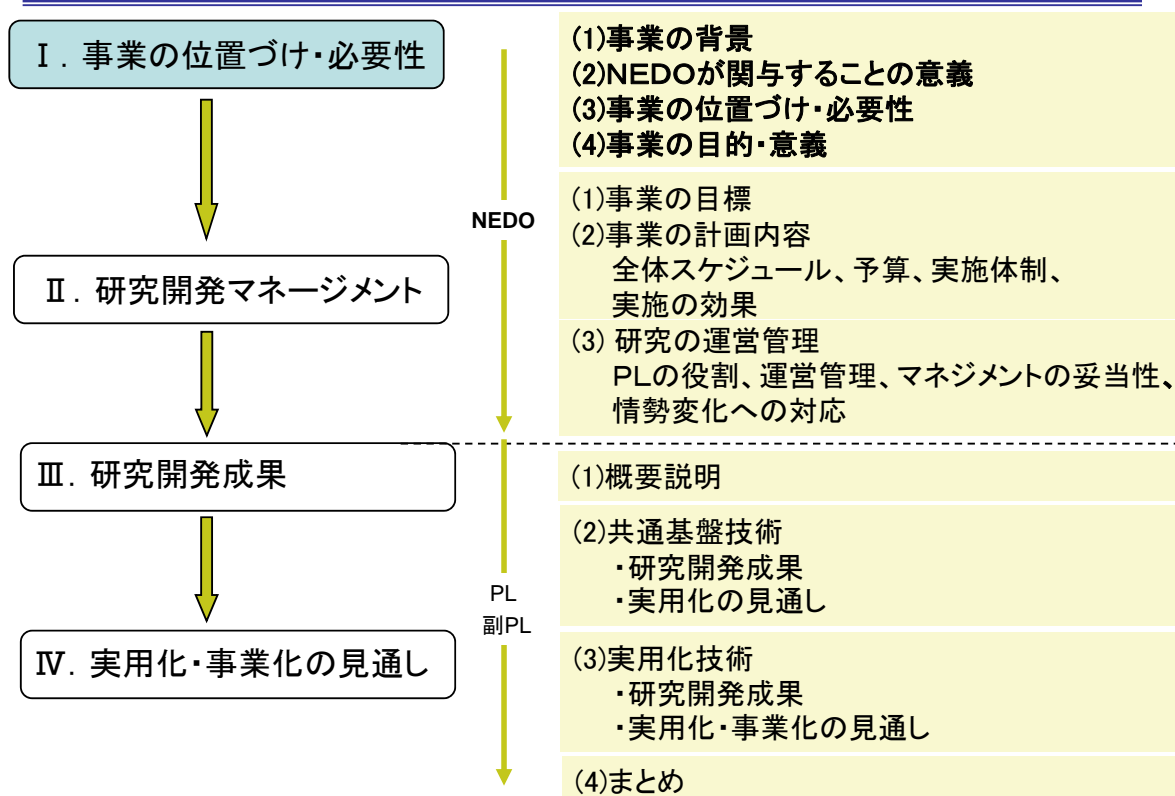 Ⅰ. 事業の位置づけ・必要性
Ⅱ. 研究開発マネージメント
Ⅲ. 研究開発成果
Ⅳ. 実用化・事業化の見通し
NEDO
PL
副PL
(1)事業の背景
(2)NEDOが関与することの意義
(3)事業の位置づけ・必要性
(4)事業の目的・意義
(1)事業の目標
(2)事業の計画内容
全体スケジュール、予算、実施体制、
実施の効果
(3) 研究の運営管理
PLの役割、運営管理、マネジメントの妥当性、
情勢変化への対応
(1)概要説明
(2)共通基盤技術
・研究開発成果
・実用化の見通し
(3)実用化技術
・研究開発成果
・実用化・事業化の見通し
(4)まとめ